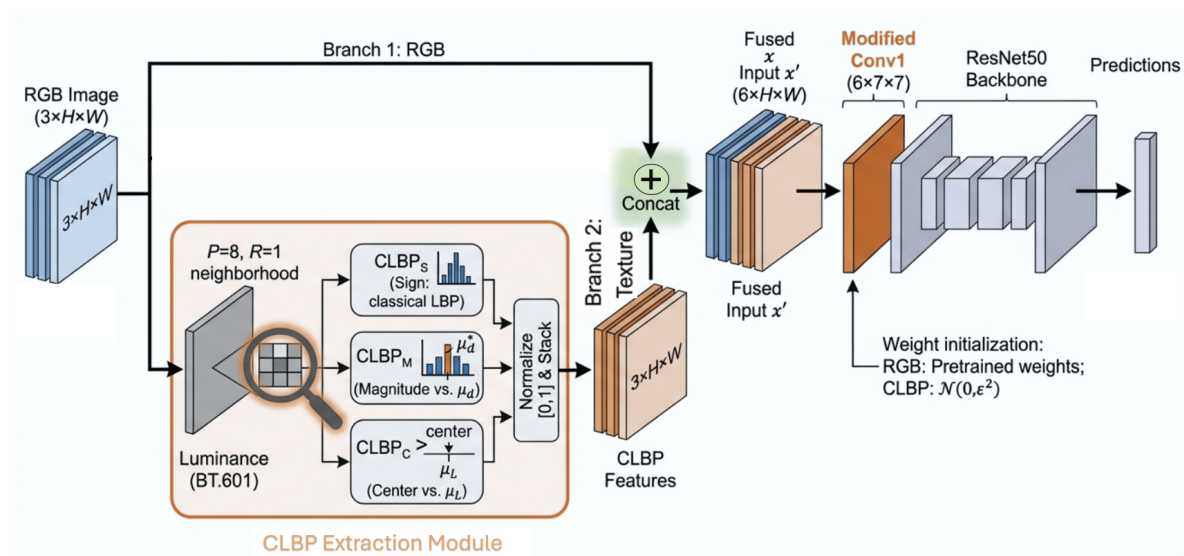 Branch 1: RGB
RGB Image
(3×H×W)
3×H×W
P=8, R=1
neighborhood
Luminance
(BT.601)
CLBP_S
(Sign:
classical LBP)
CLBP_M
μ_d^*
(Magnitude vs. μ_d)
CLBP_C >
center
μ_L
(Center vs. μ_L)
Normalize
[0,1] & Stack
CLBP Extraction Module
3×H×W
CLBP
Features
Branch 2:
Texture
+
Concat
Fused
x
Input x′
(6×H×W)
Fused
Input x′
Modified
Conv1
(6×7×7)
ResNet50
Backbone
Predictions
Weight initialization:
RGB: Pretrained weights;
CLBP: 𝒩(0,ε²)